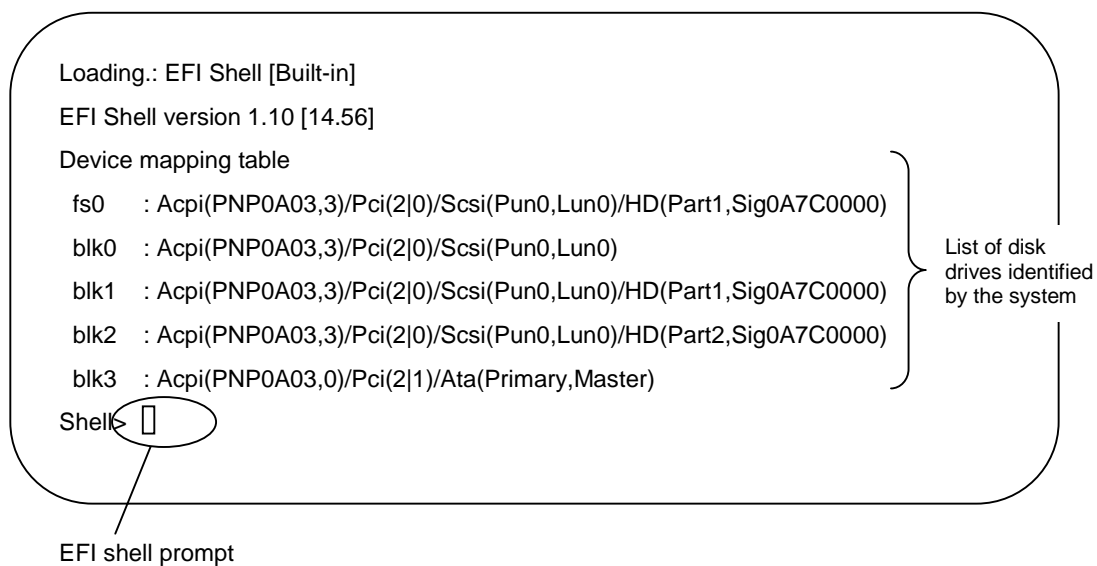 Loading.: EFI Shell [Built-in]
EFI Shell version 1.10 [14.56]
Device mapping table
fs0 : Acpi(PNP0A03,3)/Pci(2|0)/Scsi(Pun0,Lun0)/HD(Part1,Sig0A7C0000)
blk0 : Acpi(PNP0A03,3)/Pci(2|0)/Scsi(Pun0,Lun0)
blk1 : Acpi(PNP0A03,3)/Pci(2|0)/Scsi(Pun0,Lun0)/HD(Part1,Sig0A7C0000)
blk2 : Acpi(PNP0A03,3)/Pci(2|0)/Scsi(Pun0,Lun0)/HD(Part2,Sig0A7C0000)
blk3 : Acpi(PNP0A03,0)/Pci(2|1)/Ata(Primary,Master)
Shell>
List of disk
drives identified
by the system
EFI shell prompt